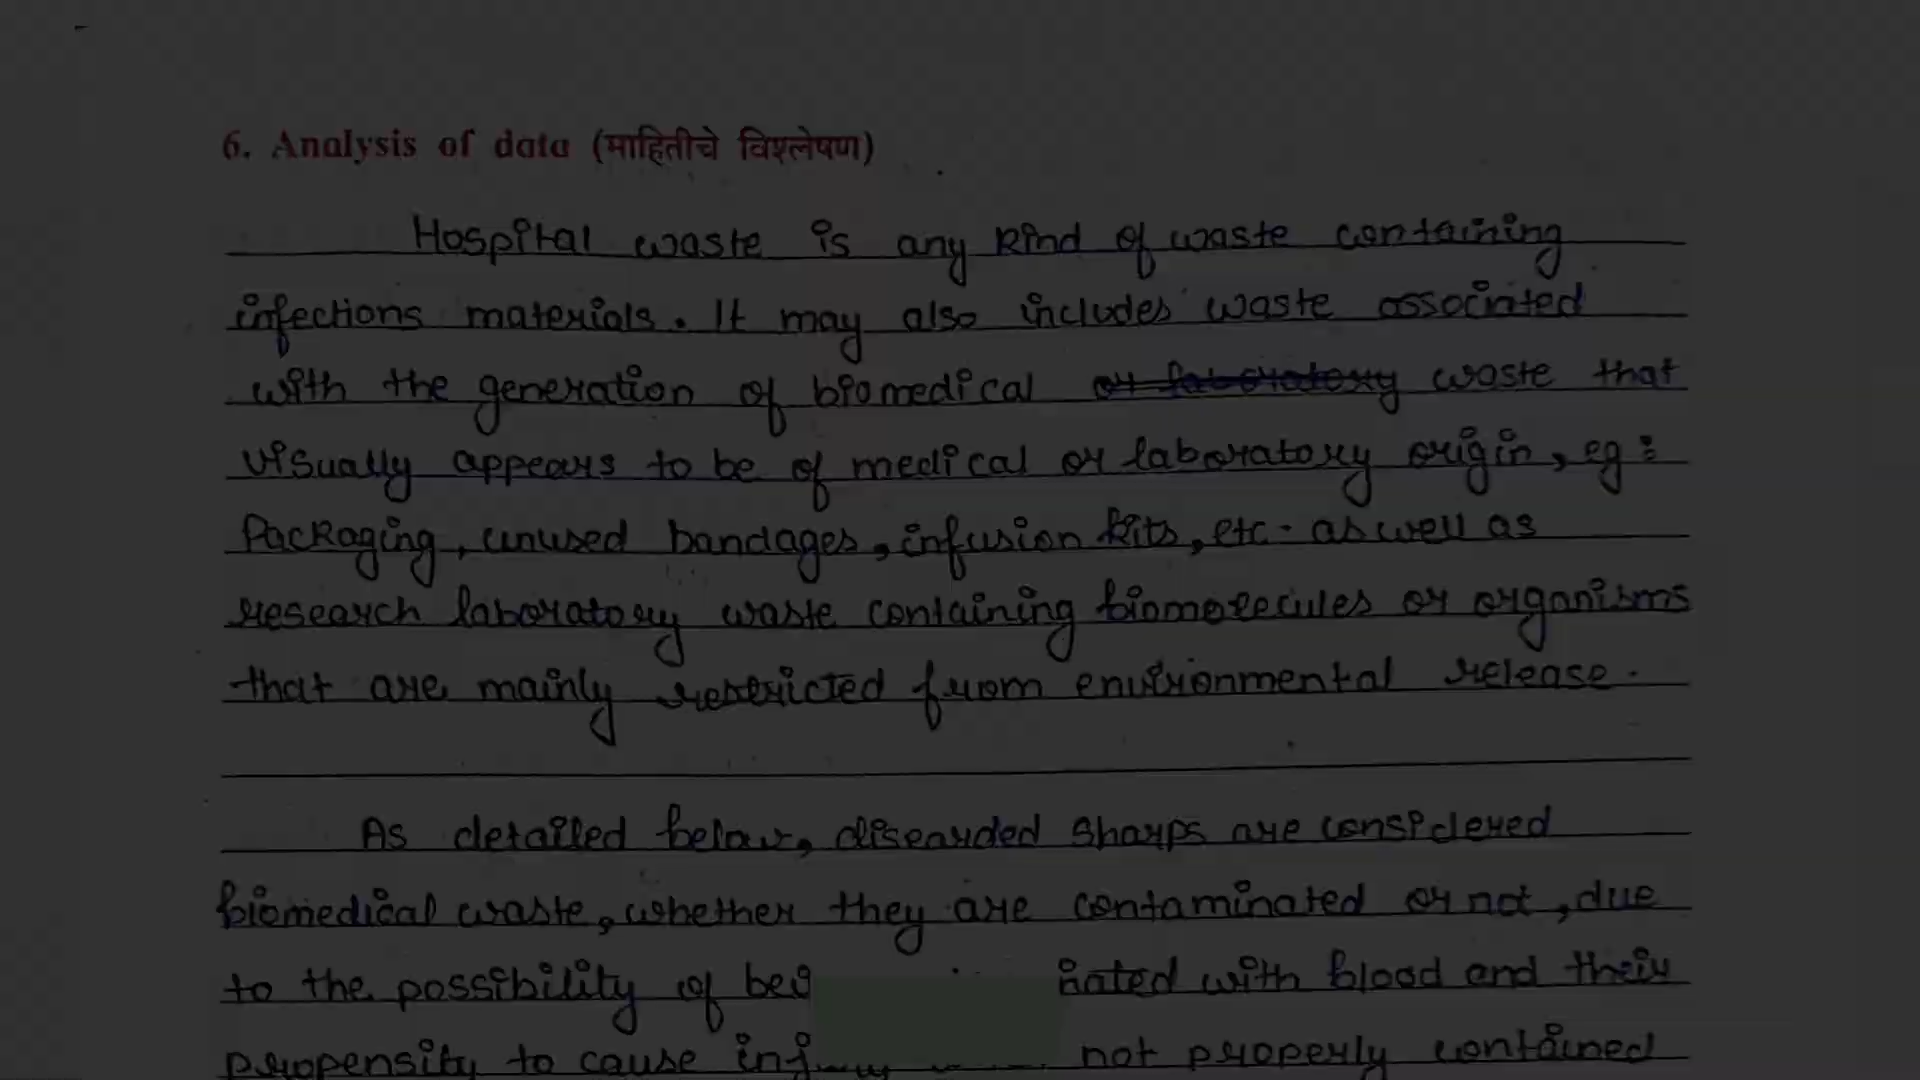 6. Analysis of data (माहितीचे विश्लेषण)
Hospital waste is any kind of waste containing
infections materials. It may also includes waste associated
with the generation of biomedical or laboratory waste that
visually appears to be of medical or laboratory origin, eg:
Packaging, unused bandages, infusion kits, etc. as well as
research laboratory waste containing biomolecules or organisms
that are mainly restricted from environmental release.
As detailed below, discarded sharps are considered
biomedical waste, whether they are contaminated or not, due
to the possibility of with blood and their
propensity to cause not properly contained